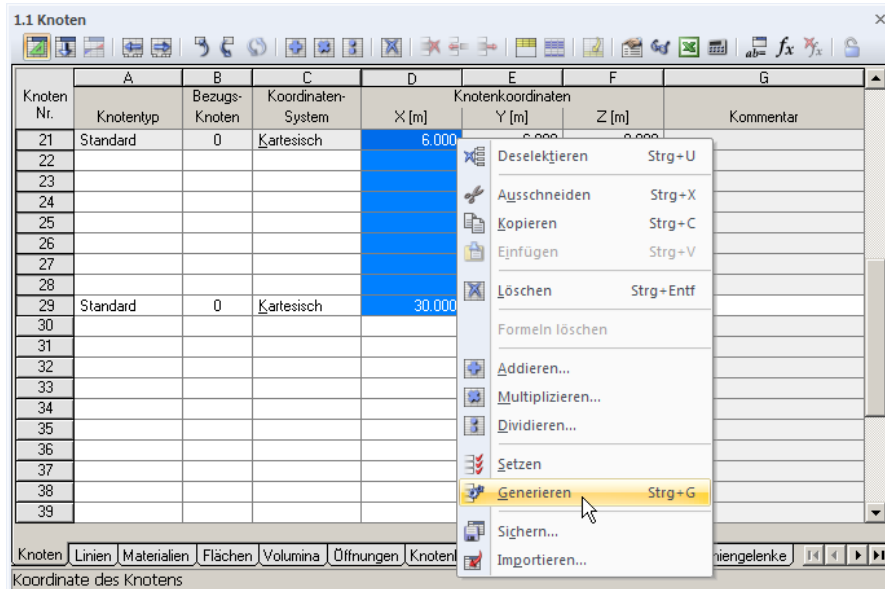 1.1 Knoten
A B C D E F G
Knoten Nr. Bezugs- Koordinaten- Knotenkoordinaten
Knotentyp Knoten System X [m] Y [m] Z [m] Kommentar
21 Standard 0 Kartesisch 6.000
22
23
24
25
26
27
28
29 Standard 0 Kartesisch 30.000
30
31
32
33
34
35
36
37
38
39
Deselektieren Strg+U
Ausschneiden Strg+X
Kopieren Strg+C
Einfügen Strg+V
Löschen Strg+Entf
Formeln löschen
Addieren...
Multiplizieren...
Dividieren...
Setzen
Generieren Strg+G
Sichern...
Importieren...
Knoten Linien Materialien Flächen Volumina Öffnungen
Koordinate des Knotens